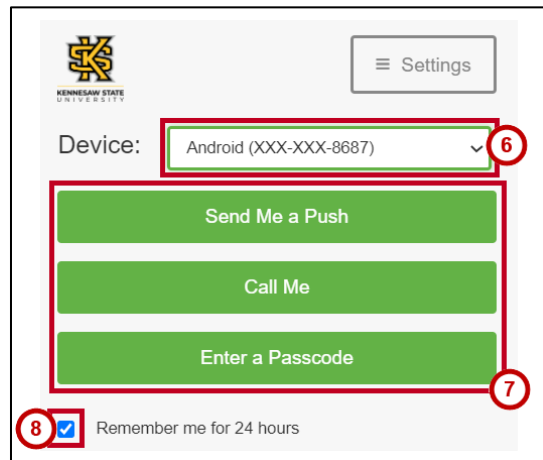 KS
KENNESAW STATE
UNIVERSITY
≡ Settings
Device:
Android (XXX-XXX-8687)
6
Send Me a Push
Call Me
Enter a Passcode
7
8
Remember me for 24 hours